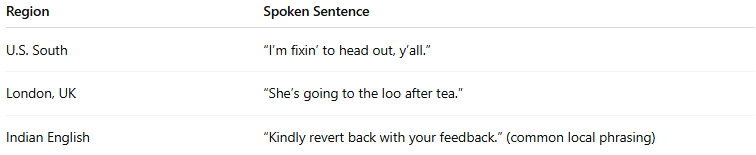 Region Spoken Sentence
U.S. South “I’m fixin’ to head out, y’all.”
London, UK “She’s going to the loo after tea.”
Indian English “Kindly revert back with your feedback.” (common local phrasing)